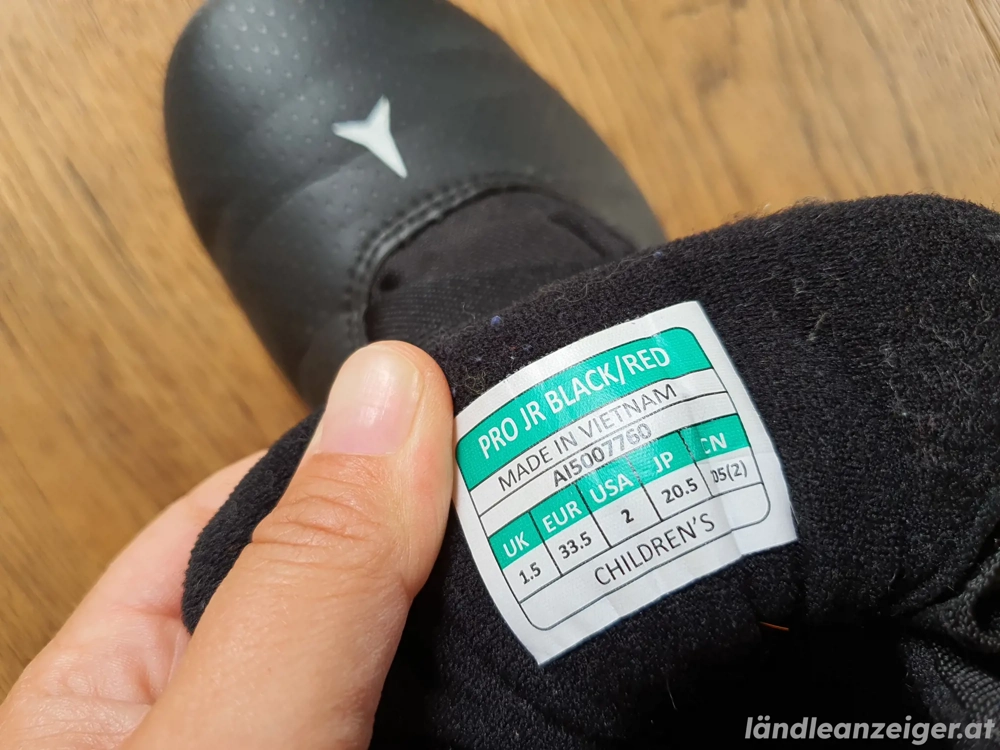 PRO JR BLACK/RED
MADE IN VIETNAM
AI5007760
UK EUR USA JP CN
1.5 33.5 2 20.5 05(2)
CHILDREN'S
ländleanzeiger.at